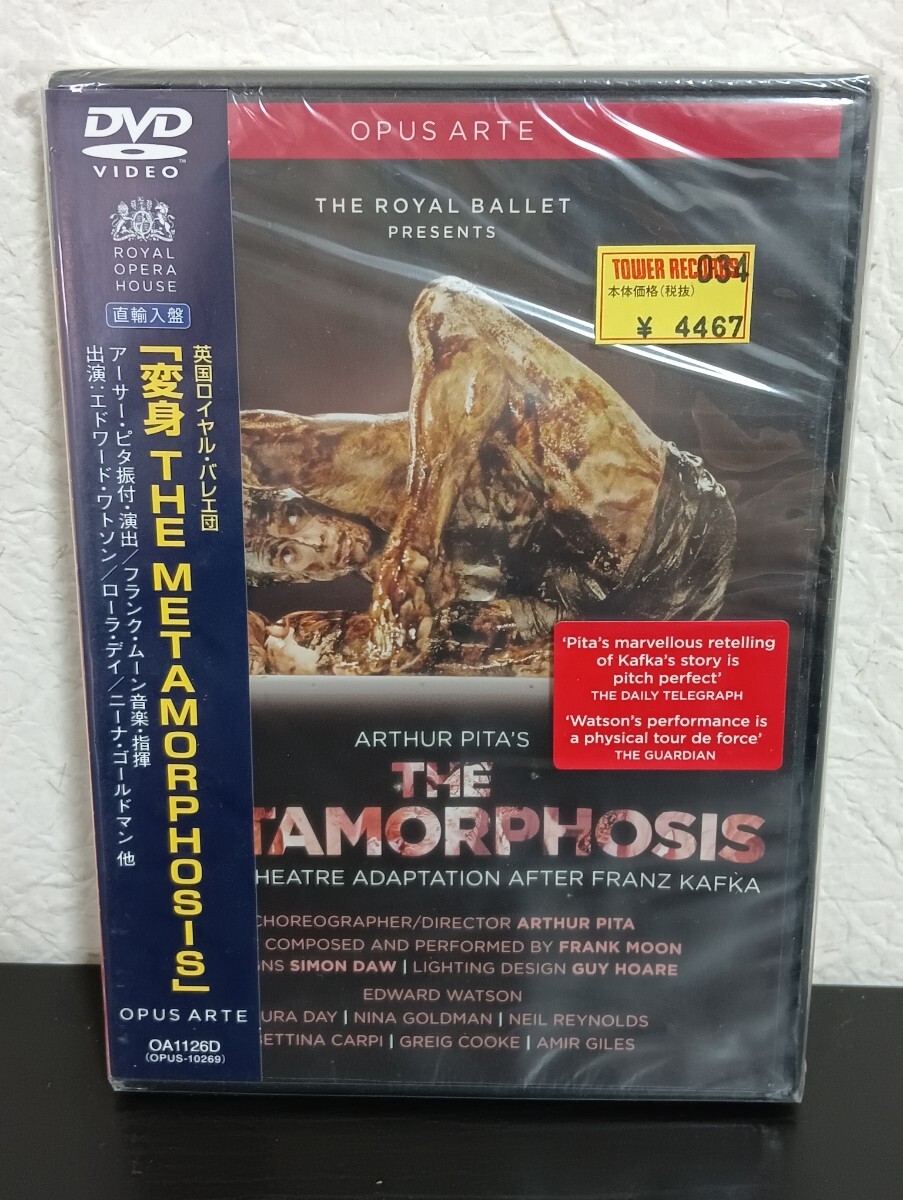 DVD
VIDEO
ROYAL
OPERA
HOUSE
直輸入盤
英国ロイヤル・バレエ団
「変身 THE METAMORPHOSIS」
アーサー・ピタ振付・演出/フランク・ムーン音楽・指揮
出演:エドワード・ワトソン/ローラ・デイ/ニーナ・ゴールドマン 他
OPUS ARTE
OA1126D
(OPUS-10269)
OPUS ARTE
THE ROYAL BALLET
PRESENTS
TOWER RECORDS 034
本体価格(税抜)
¥ 4467
'Pita's marvellous retelling
of Kafka's story is
pitch perfect'
THE DAILY TELEGRAPH
'Watson's performance is
a physical tour de force'
THE GUARDIAN
ARTHUR PITA'S
THE
TAMORPHOSIS
HEATRE ADAPTATION AFTER FRANZ KAFKA
CHOREOGRAPHER/DIRECTOR ARTHUR PITA
COMPOSED AND PERFORMED BY FRANK MOON
GNS SIMON DAW | LIGHTING DESIGN GUY HOARE
EDWARD WATSON
URA DAY | NINA GOLDMAN | NEIL REYNOLDS
BETTINA CARPI | GREIG COOKE | AMIR GILES